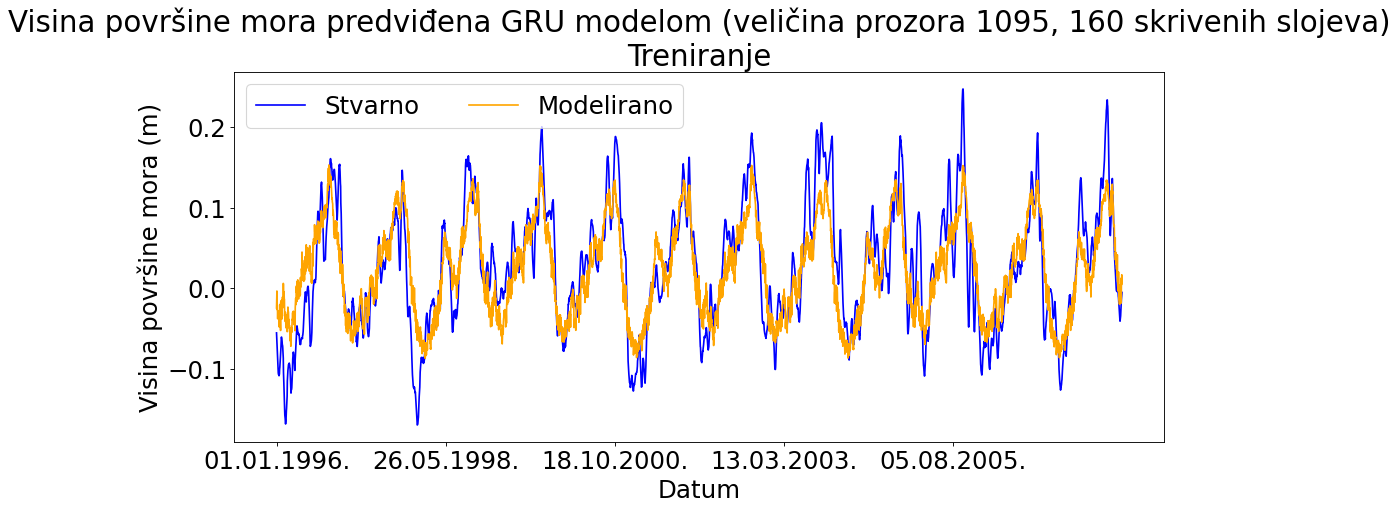 Visina površine mora predviđena GRU modelom (veličina prozora 1095, 160 skrivenih slojeva)
Treniranje
Stvarno
Modelirano
Visina površine mora (m)
0.2
0.1
0.0
−0.1
01.01.1996.
26.05.1998.
18.10.2000.
13.03.2003.
05.08.2005.
Datum